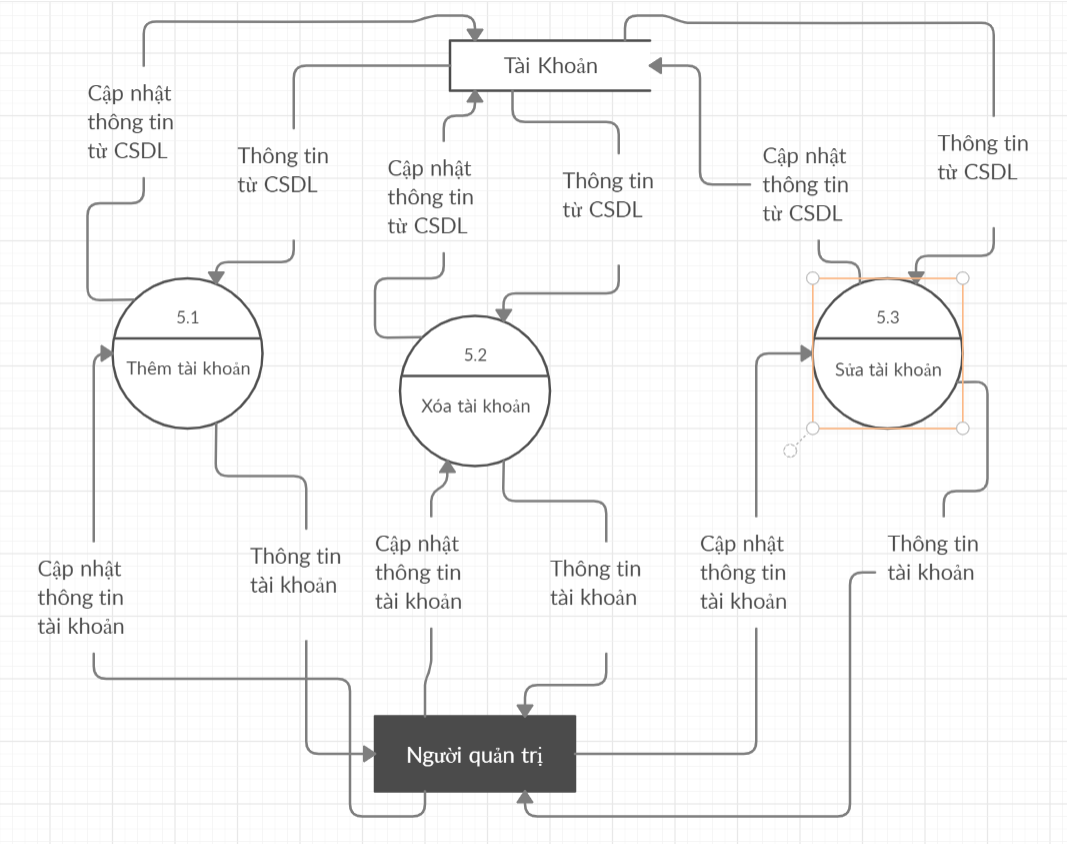 Tài Khoản
Cập nhật
thông tin
từ CSDL
Thông tin
từ CSDL
Cập nhật
thông tin
từ CSDL
Thông tin
từ CSDL
Cập nhật
thông tin
từ CSDL
Thông tin
từ CSDL
5.1
Thêm tài khoản
5.2
Xóa tài khoản
5.3
Sửa tài khoản
Cập nhật
thông tin
tài khoản
Thông tin
tài khoản
Cập nhật
thông tin
tài khoản
Thông tin
tài khoản
Cập nhật
thông tin
tài khoản
Thông tin
tài khoản
Người quản trị